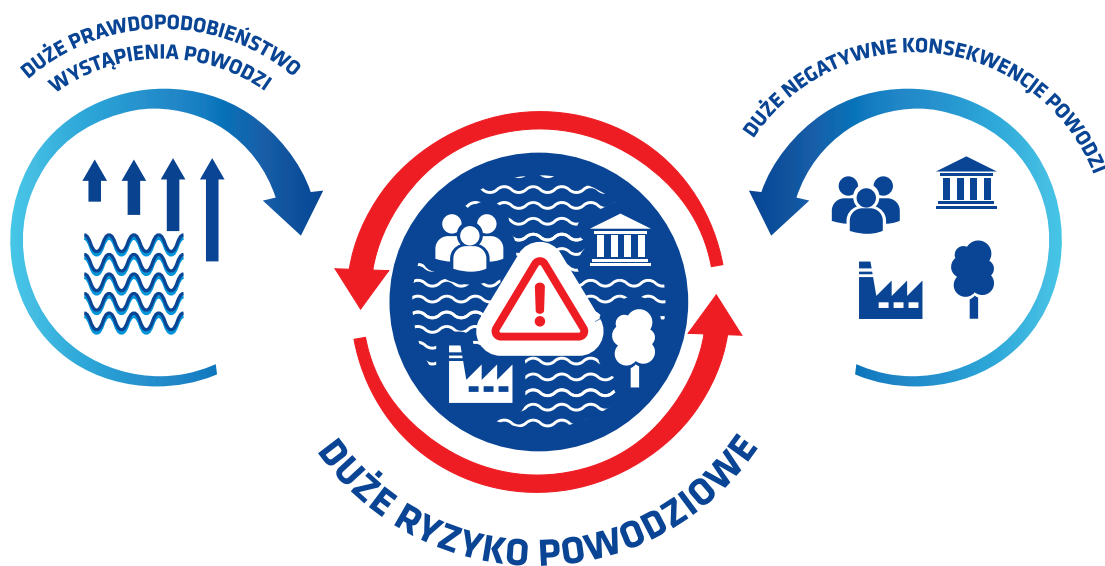 DUŻE PRAWDOPODOBIEŃSTWO
WYSTĄPIENIA POWODZI
DUŻE NEGATYWNE KONSEKWENCJE POWODZI
DUŻE RYZYKO POWODZIOWE